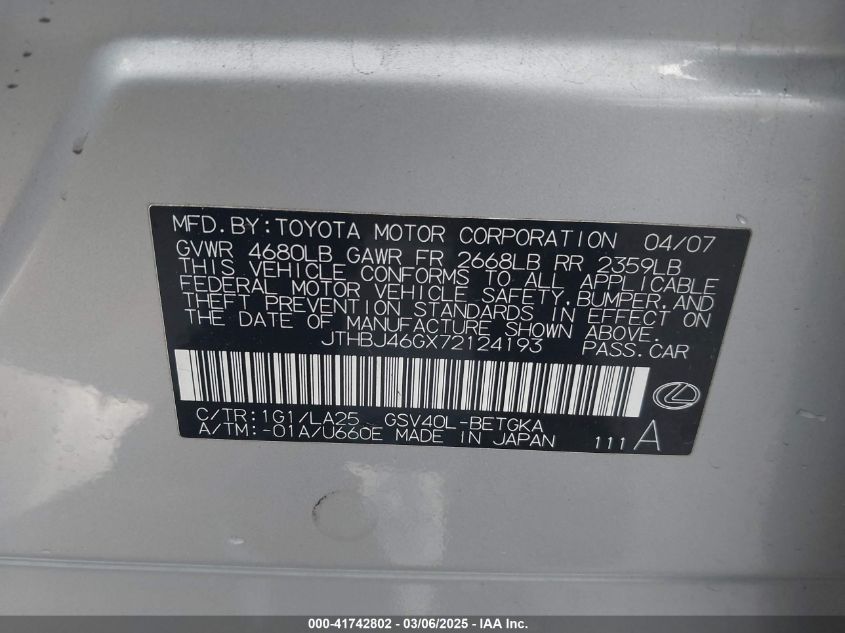 MFD.BY:TOYOTA MOTOR CORPORATION 04/07
GVWR 4680LB GAWR FR 2668LB RR 2359LB
THIS VEHICLE CONFORMS TO ALL APPLICABLE
FEDERAL MOTOR VEHICLE SAFETY,BUMPER,AND
THEFT PREVENTION STANDARDS IN EFFECT ON
THE DATE OF MANUFACTURE SHOWN ABOVE.
JTHBJ46GX72124193 PASS.CAR
C/TR:1G1/LA25 GSV40L-BETGKA
A/TM:-01A/U660E MADE IN JAPAN 111 A
000-41742802 - 03/06/2025 - IAA Inc.